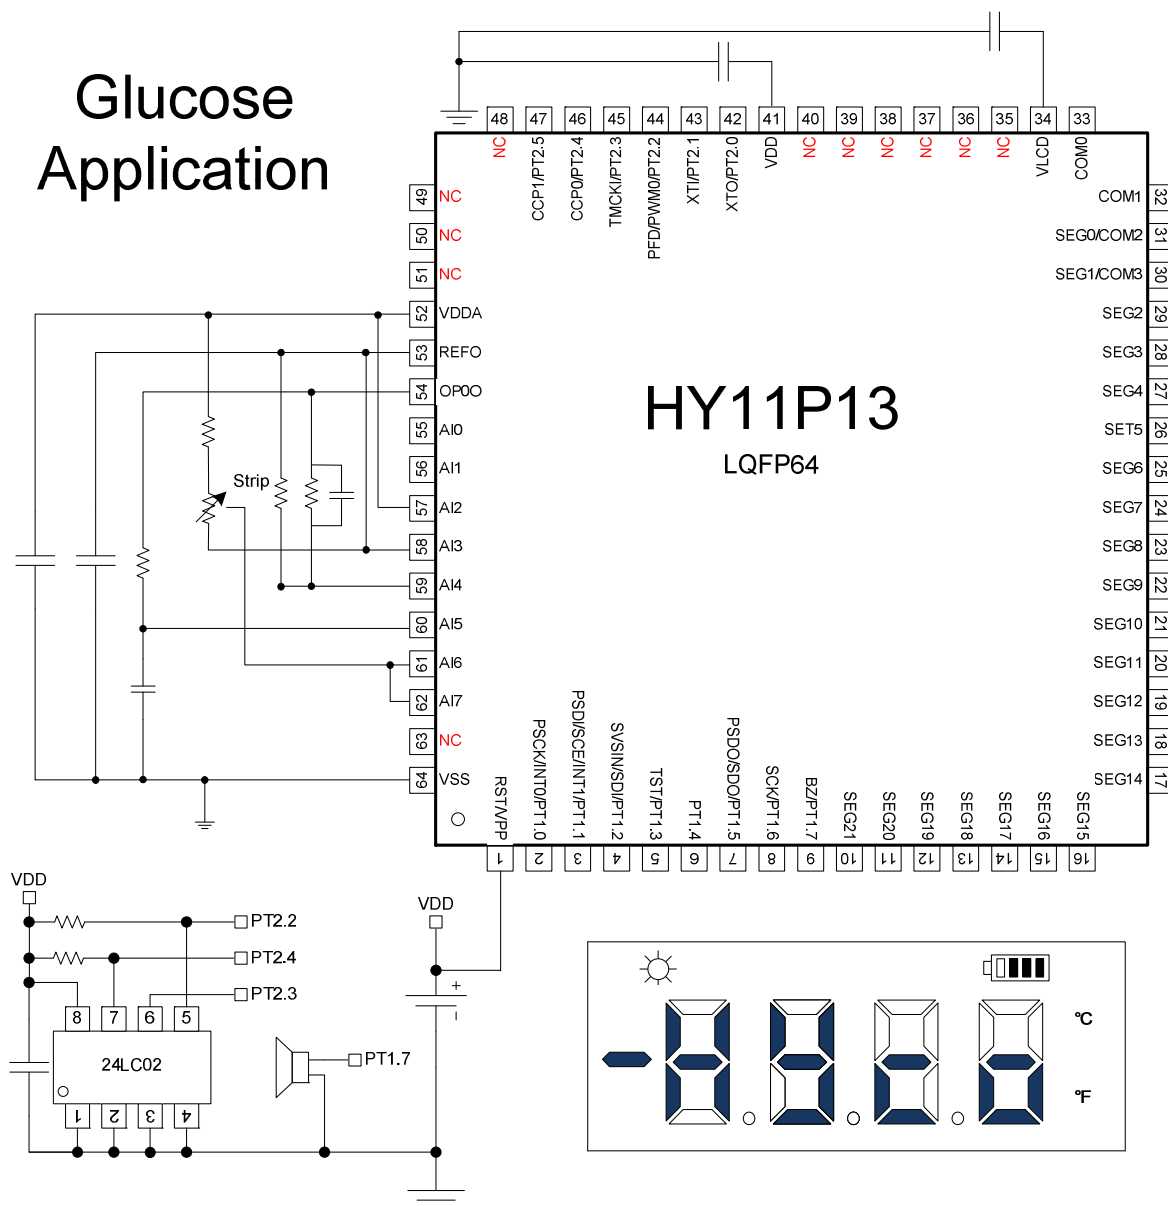 Glucose
Application
48 47 46 45 44 43 42 41 40 39 38 37 36 35 34 33
NC
CCP1/PT2.5
CCP0/PT2.4
TMCKI/PT2.3
PFD/PWM0/PT2.2
XTI/PT2.1
XTO/PT2.0
VDD
NC
NC
NC
NC
NC
NC
VLCD
COM0
49 NC
50 NC
51 NC
52 VDDA
53 REFO
54 OP0O
55 AI0
56 AI1
57 AI2
58 AI3
59 AI4
60 AI5
61 AI6
62 AI7
63 NC
64 VSS
Strip
HY11P13
LQFP64
COM1 32
SEG0/COM2 31
SEG1/COM3 30
SEG2 29
SEG3 28
SEG4 27
SET5 26
SEG6 25
SEG7 24
SEG8 23
SEG9 22
SEG10 21
SEG11 20
SEG12 19
SEG13 18
SEG14 17
RST/VPP
PSCK/INT0/PT1.0
PSDI/SCE/INT1/PT1.1
SVSIN/SDI/PT1.2
TST/PT1.3
PT1.4
PSDO/SDO/PT1.5
SCK/PT1.6
BZ/PT1.7
SEG21
SEG20
SEG19
SEG18
SEG17
SEG16
SEG15
1 2 3 4 5 6 7 8 9 10 11 12 13 14 15 16
VDD
PT2.2
PT2.4
PT2.3
8 7 6 5
24LC02
1 2 3 4
PT1.7
VDD
+
-
°C
°F